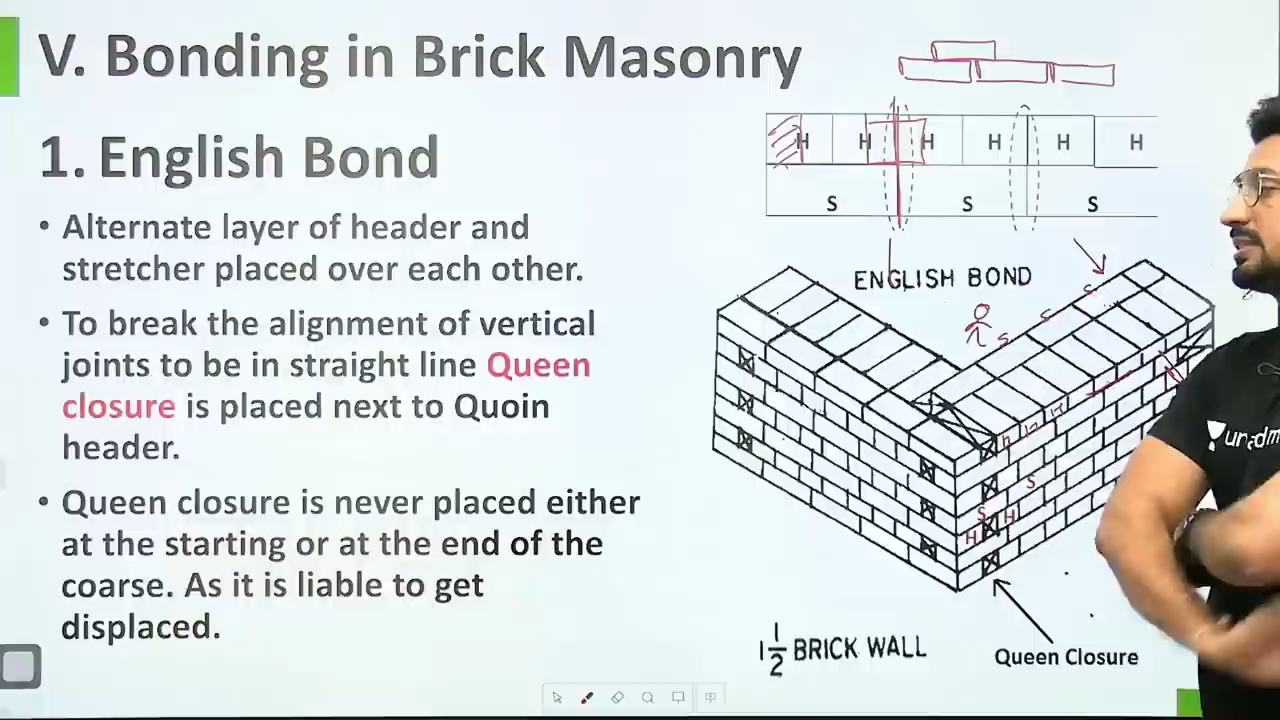 V. Bonding in Brick Masonry
1. English Bond
• Alternate layer of header and
stretcher placed over each other.
• To break the alignment of vertical
joints to be in straight line Queen
closure is placed next to Quoin
header.
• Queen closure is never placed either
at the starting or at the end of the
coarse. As it is liable to get
displaced.
H H H H H H
S S S
ENGLISH BOND
S S S
S
S H
H
1 1/2 BRICK WALL
Queen Closure